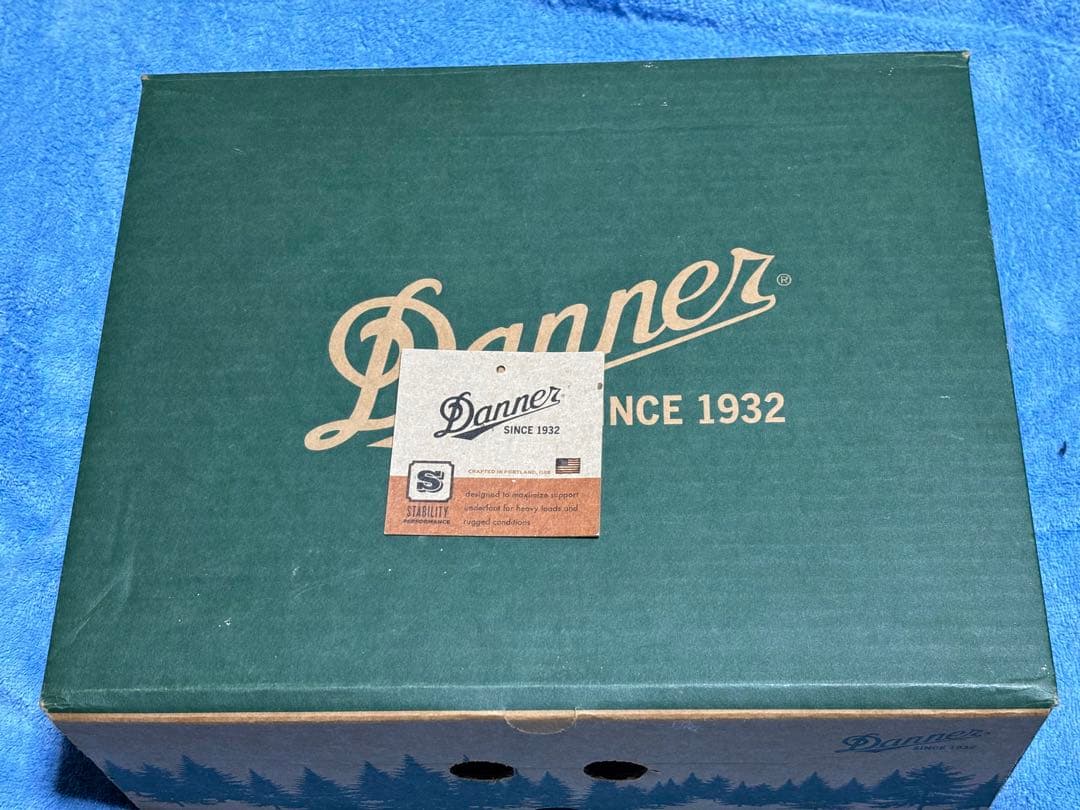 Danner®
NCE 1932
Danner
SINCE 1932
CRAFTED IN PORTLAND, USA
S
STABILITY
PERFORMANCE
designed to maximize support
underfoot for heavy loads and
rugged conditions
Danner
SINCE 1932